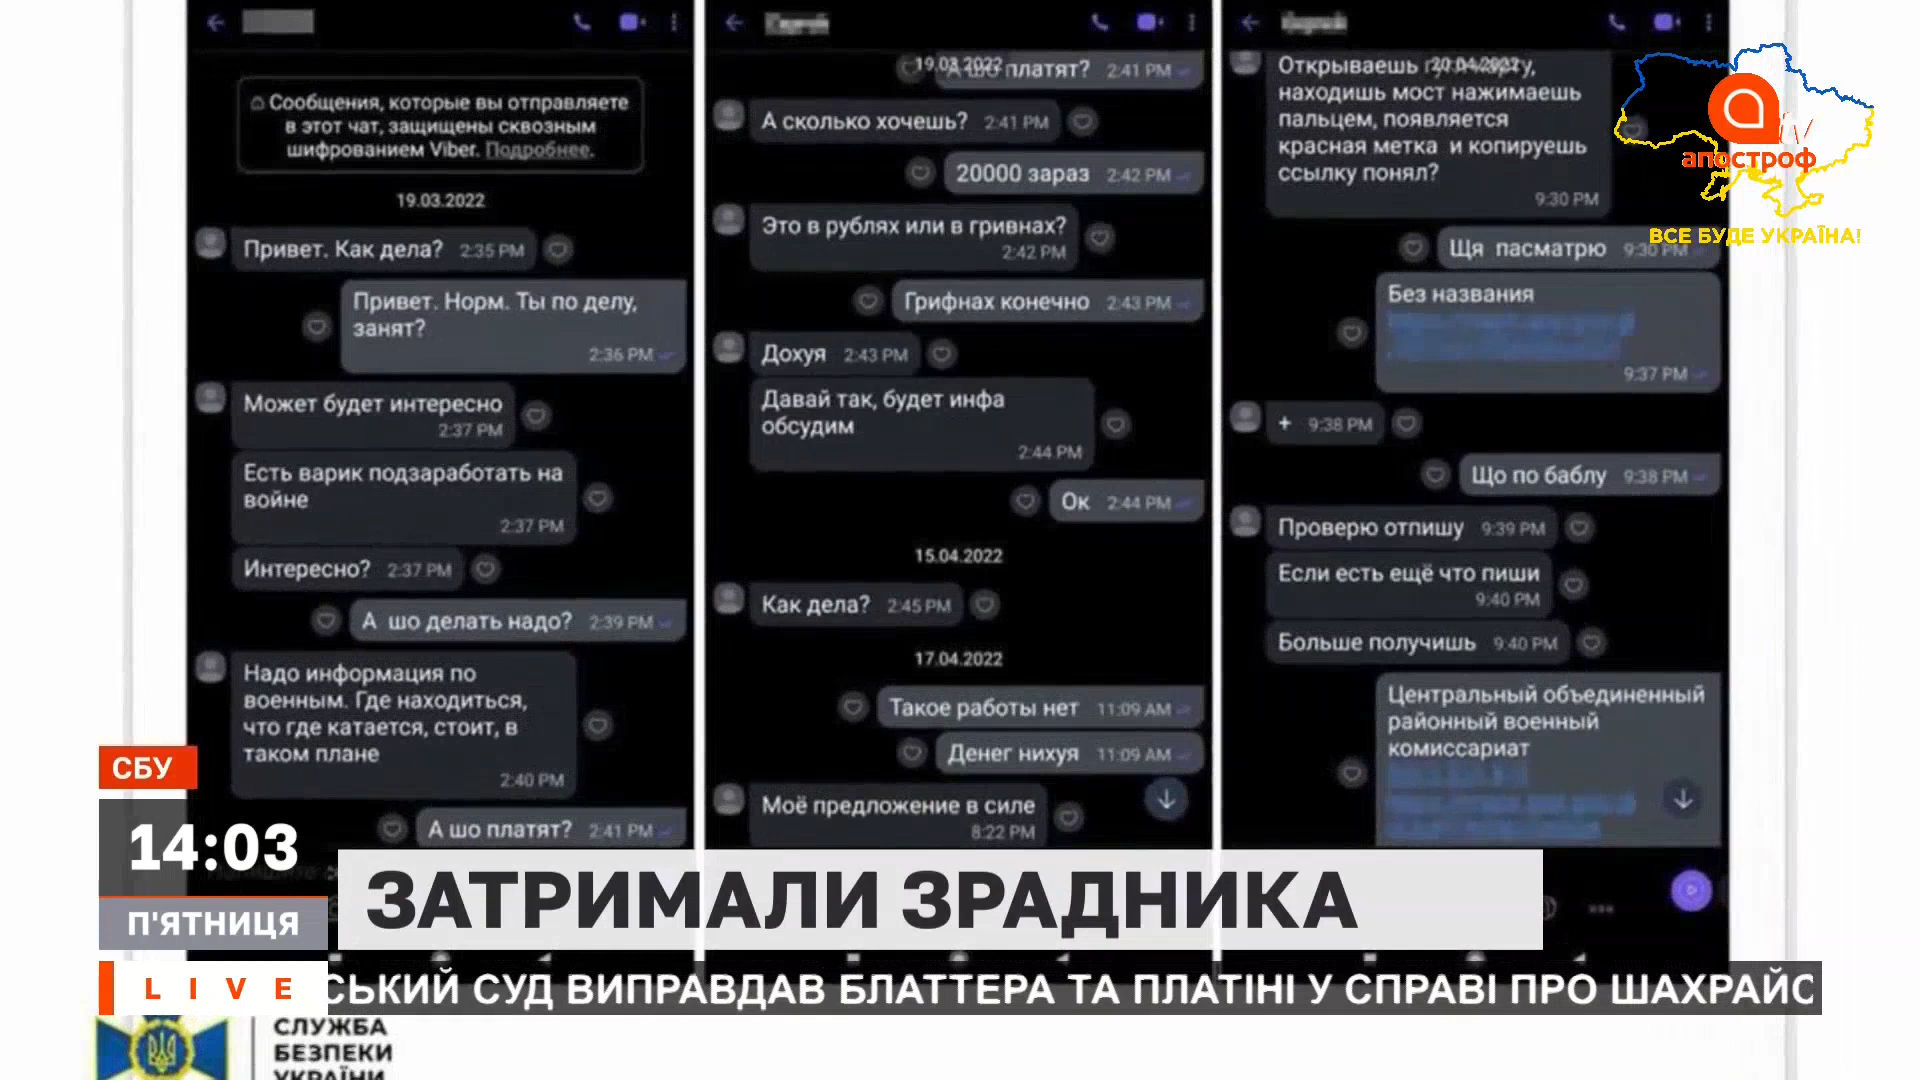 Сообщения, которые вы отправляете
в этот чат, защищены сквозным
шифрованием Viber. Подробнее.
19.03.2022
Привет. Как дела? 2:35 PM
Привет. Норм. Ты по делу,
занят?
2:36 PM
Может будет интересно
2:37 PM
Есть варик подзаработать на
войне
2:37 PM
Интересно? 2:37 PM
А шо делать надо? 2:39 PM
Надо информация по
военным. Где находиться,
что где катается, стоит, в
таком плане
2:40 PM
А шо платят? 2:41 PM
19.03.2022
А шо платят? 2:41 PM
А сколько хочешь? 2:41 PM
20000 зараз 2:42 PM
Это в рублях или в гривнах?
2:42 PM
Грифнах конечно 2:43 PM
Дохуя 2:43 PM
Давай так, будет инфа
обсудим
2:44 PM
Ок 2:44 PM
15.04.2022
Как дела? 2:45 PM
17.04.2022
Такое работы нет 11:09 AM
Денег нихуя 11:09 AM
Моё предложение в силе
8:22 PM
20.04.2022
Открываешь
находишь мост нажимаешь
пальцем, появляется
красная метка и копируешь
ссылку понял?
9:30 PM
Щя пасматрю 9:30 PM
Без названия
9:37 PM
+ 9:38 PM
Що по баблу 9:38 PM
Проверю отпишу 9:39 PM
Если есть ещё что пиши
9:40 PM
Больше получишь 9:40 PM
Центральный объединенный
районный военный
комиссариат
апостроф
tv
ВСЕ БУДЕ УКРАЇНА!
СБУ
14:03
П'ЯТНИЦЯ
ЗАТРИМАЛИ ЗРАДНИКА
LIVE
СЬКИЙ СУД ВИПРАВДАВ БЛАТТЕРА ТА ПЛАТІНІ У СПРАВІ ПРО ШАХРАЙС
СЛУЖБА
БЕЗПЕКИ
УКРАЇНИ